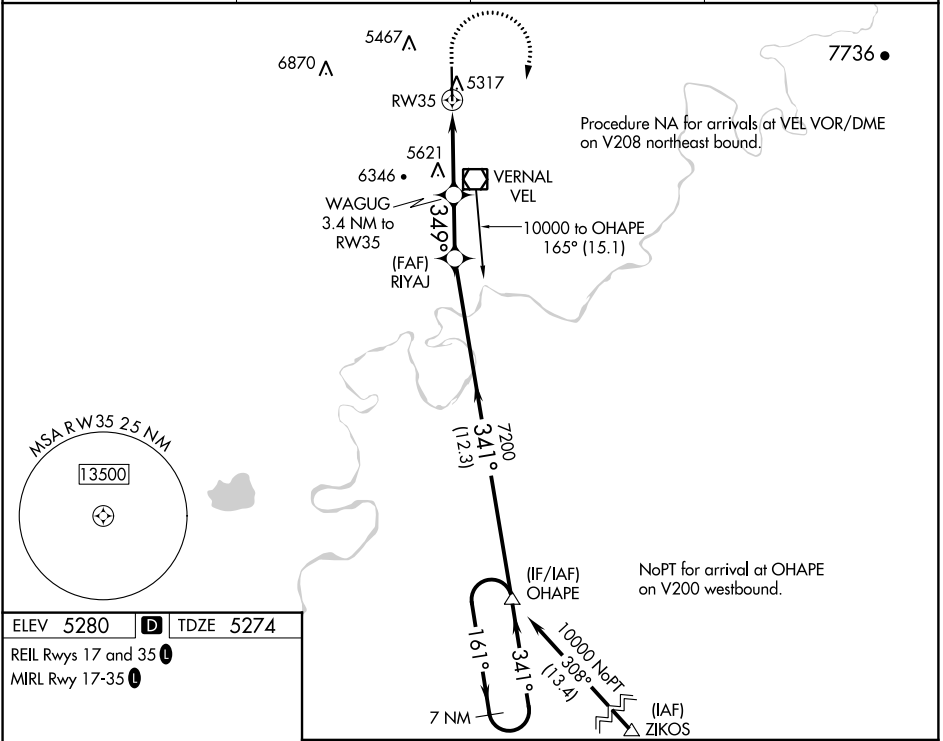 5467
6870
7736
5317
RW35
Procedure NA for arrivals at VEL VOR/DME
on V208 northeast bound.
5621
6346
VERNAL
VEL
WAGUG
3.4 NM to
RW35
349°
10000 to OHAPE
165° (15.1)
(FAF)
RIYAJ
7200
341°
(12.3)
MSA RW35 25 NM
13500
(IF/IAF)
OHAPE
NoPT for arrival at OHAPE
on V200 westbound.
161°
341°
10000 NoPT
308°
(13.4)
7 NM
(IAF)
ZIKOS
ELEV 5280 D TDZE 5274
REIL Rwys 17 and 35 L
MIRL Rwy 17-35 L